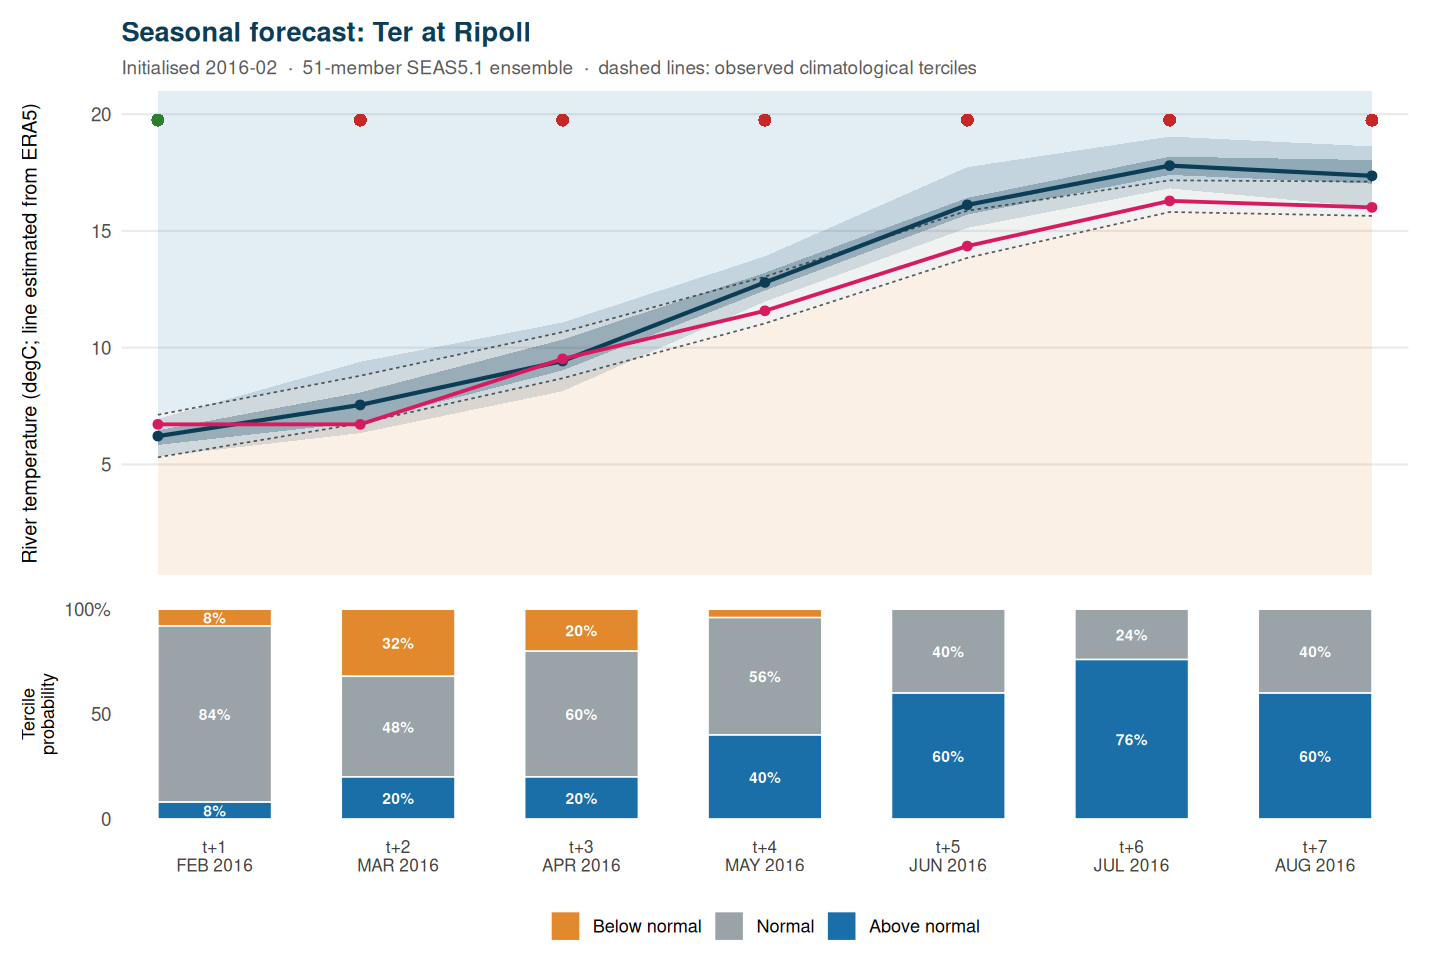 Seasonal forecast: Ter at Ripoll
Initialised 2016-02 · 51-member SEAS5.1 ensemble · dashed lines: observed climatological terciles
River temperature (degC; line estimated from ERA5)
20
15
10
5
Tercile
probability
100%
50
0
8%
84%
8%
32%
48%
20%
20%
60%
20%
56%
40%
40%
60%
24%
76%
40%
60%
t+1
FEB 2016
t+2
MAR 2016
t+3
APR 2016
t+4
MAY 2016
t+5
JUN 2016
t+6
JUL 2016
t+7
AUG 2016
Below normal
Normal
Above normal